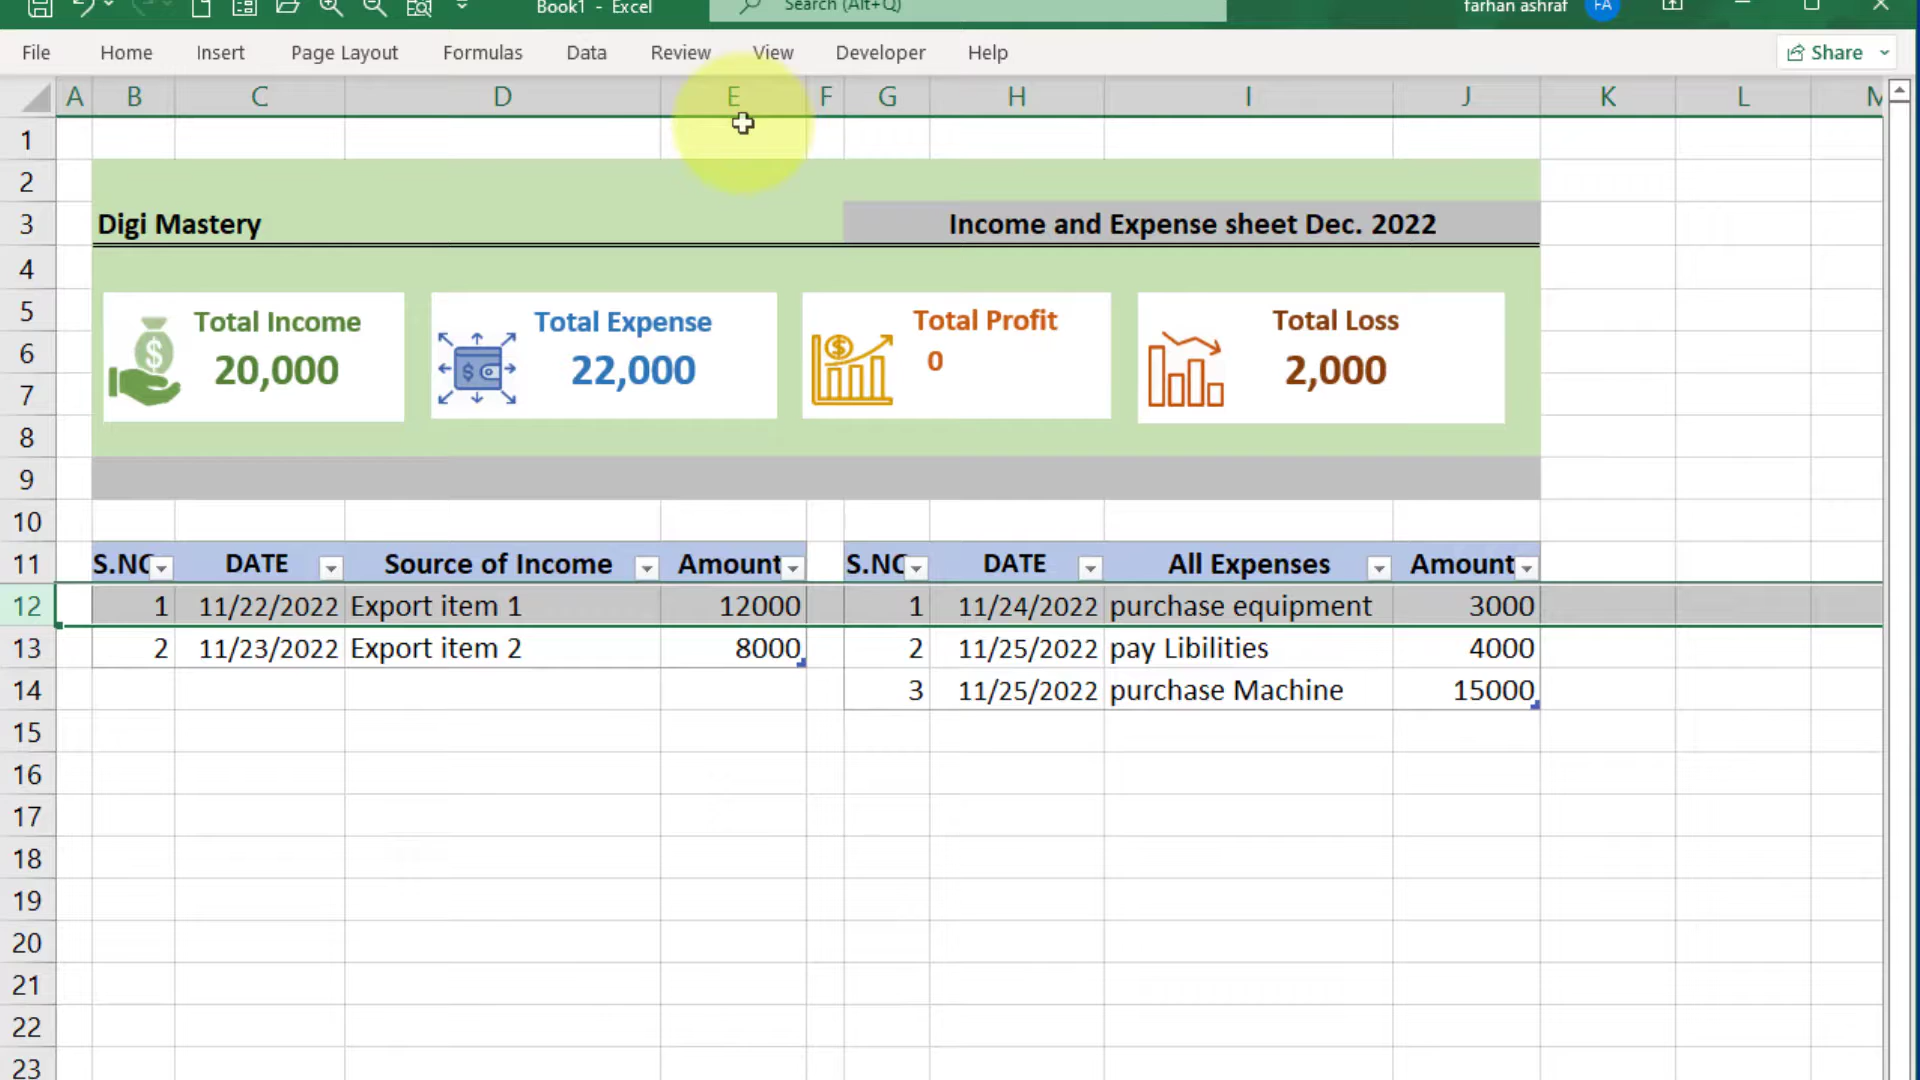 Book1 - Excel
Search (Alt+Q)
farhan ashraf
FA
File Home Insert Page Layout Formulas Data Review View Developer Help
Share
A B C D E F G H I J K L M
1
2
3 Digi Mastery Income and Expense sheet Dec. 2022
4
5 Total Income Total Expense Total Profit Total Loss
6 20,000 22,000 0 2,000
7
8
9
10
11 S.NO DATE Source of Income Amount S.NO DATE All Expenses Amount
12 1 11/22/2022 Export item 1 12000 1 11/24/2022 purchase equipment 3000
13 2 11/23/2022 Export item 2 8000 2 11/25/2022 pay Libilities 4000
14 3 11/25/2022 purchase Machine 15000
15
16
17
18
19
20
21
22
23